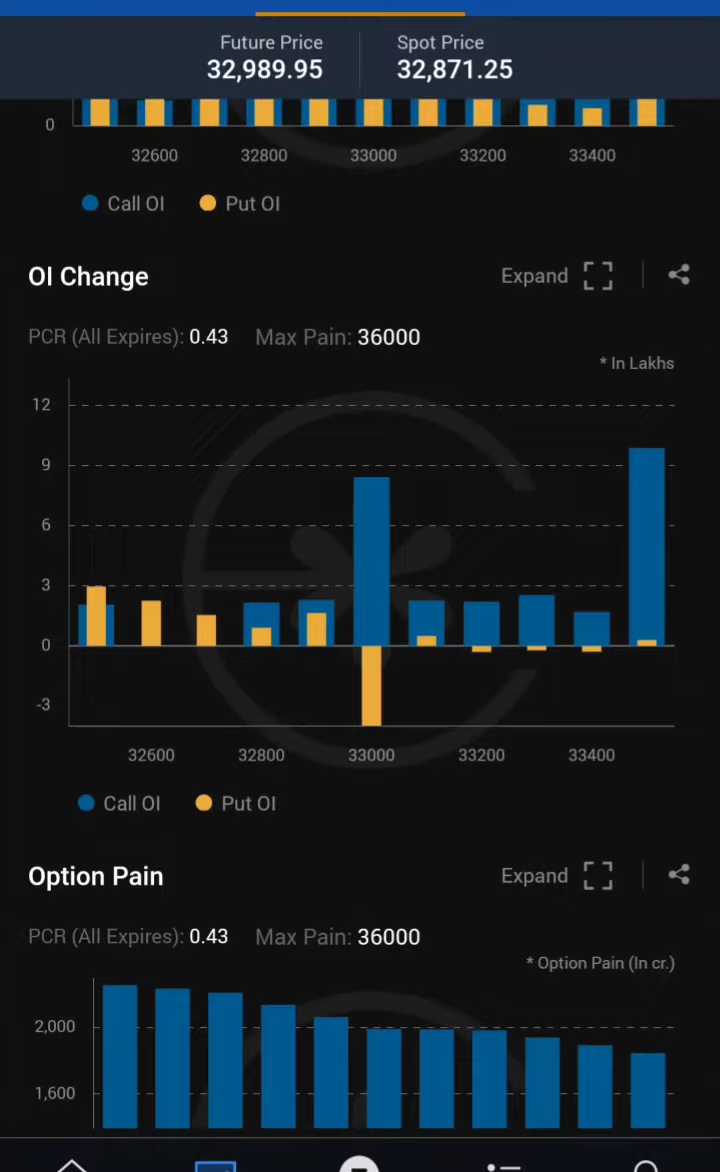 Future Price Spot Price
32,989.95 32,871.25
0
32600 32800 33000 33200 33400
Call OI Put OI
OI Change Expand
PCR (All Expires): 0.43 Max Pain: 36000
* In Lakhs
12
9
6
3
0
-3
32600 32800 33000 33200 33400
Call OI Put OI
Option Pain Expand
PCR (All Expires): 0.43 Max Pain: 36000
* Option Pain (In cr.)
2,000
1,600